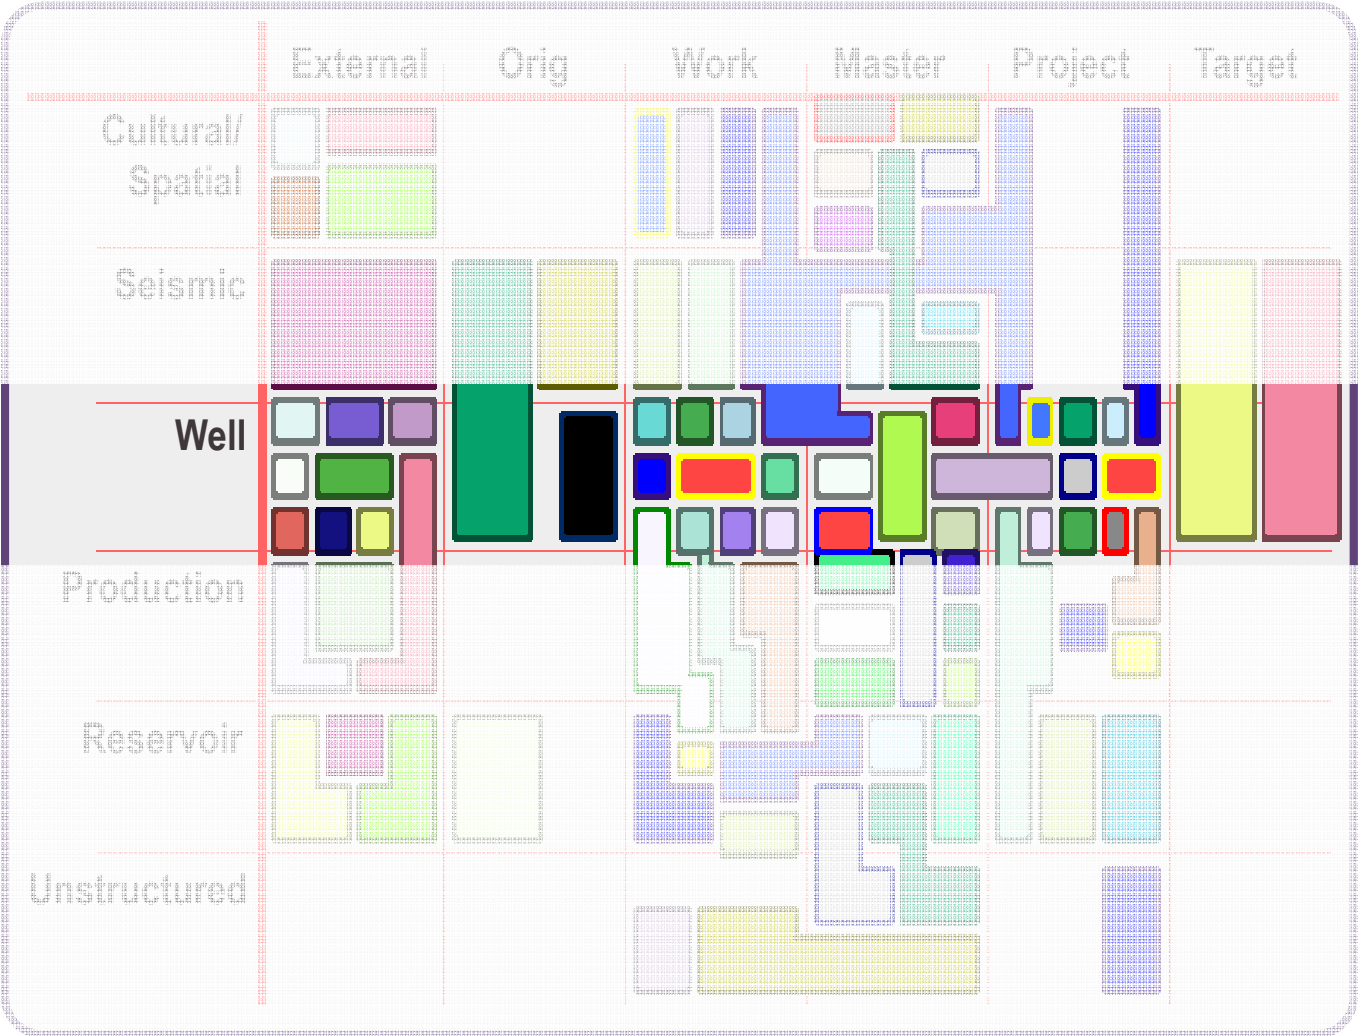 External Orig Work Master Project Target
Cultural/
Spatial
Seismic
Well
Production
Reservoir
Unstructured